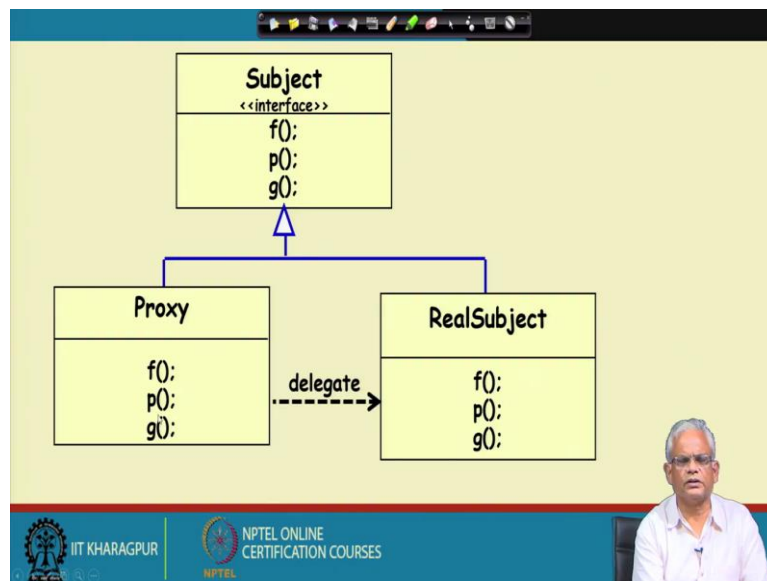 Subject
<<interface>>
f();
p();
g();
Proxy
f();
p();
g();
delegate
RealSubject
f();
p();
g();
IIT KHARAGPUR
NPTEL
NPTEL ONLINE
CERTIFICATION COURSES